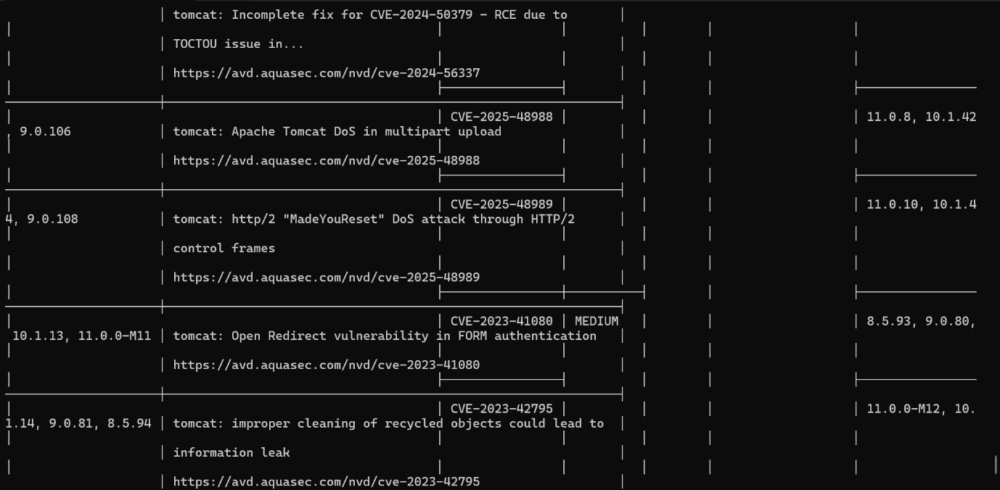 tomcat: Incomplete fix for CVE-2024-50379 - RCE due to
TOCTOU issue in...
https://avd.aquasec.com/nvd/cve-2024-56337
CVE-2025-48988 11.0.8, 10.1.42
, 9.0.106 tomcat: Apache Tomcat DoS in multipart upload
https://avd.aquasec.com/nvd/cve-2025-48988
CVE-2025-48989 11.0.10, 10.1.4
4, 9.0.108 tomcat: http/2 "MadeYouReset" DoS attack through HTTP/2
control frames
https://avd.aquasec.com/nvd/cve-2025-48989
CVE-2023-41080 MEDIUM 8.5.93, 9.0.80,
10.1.13, 11.0.0-M11 tomcat: Open Redirect vulnerability in FORM authentication
https://avd.aquasec.com/nvd/cve-2023-41080
CVE-2023-42795 11.0.0-M12, 10.
1.14, 9.0.81, 8.5.94 tomcat: improper cleaning of recycled objects could lead to
information leak
https://avd.aquasec.com/nvd/cve-2023-42795